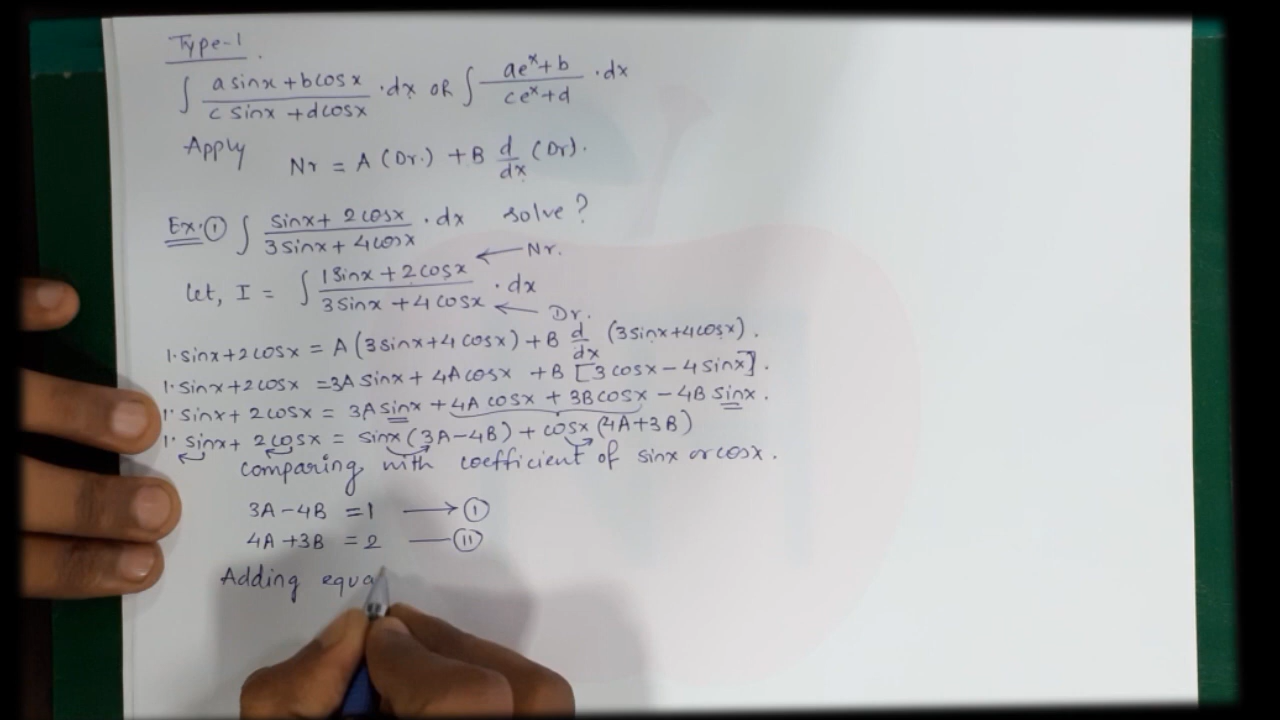 Type-1
∫ (a sinx + b cosx)/(c sinx + d cosx) · dx OR ∫ (ae^x + b)/(ce^x + d) · dx
Apply
Nr = A (Dr.) + B d/dx (Dr).
Ex:① ∫ (sinx + 2cosx)/(3sinx + 4cosx) · dx solve?
Let, I = ∫ (1sinx + 2cosx)/(3sinx + 4cosx) · dx ← Nr. ← Dr.
1·sinx + 2cosx = A(3sinx + 4cosx) + B d/dx (3sinx + 4cosx).
1·sinx + 2cosx = 3A sinx + 4A cosx + B [3cosx − 4sinx].
1·sinx + 2cosx = 3A sinx + 4A cosx + 3B cosx − 4B sinx.
1·sinx + 2cosx = sinx(3A − 4B) + cosx(4A + 3B)
comparing with coefficient of sinx or cosx.
3A − 4B = 1 ⟶ ①
4A + 3B = 2 — ⑪
Adding equa